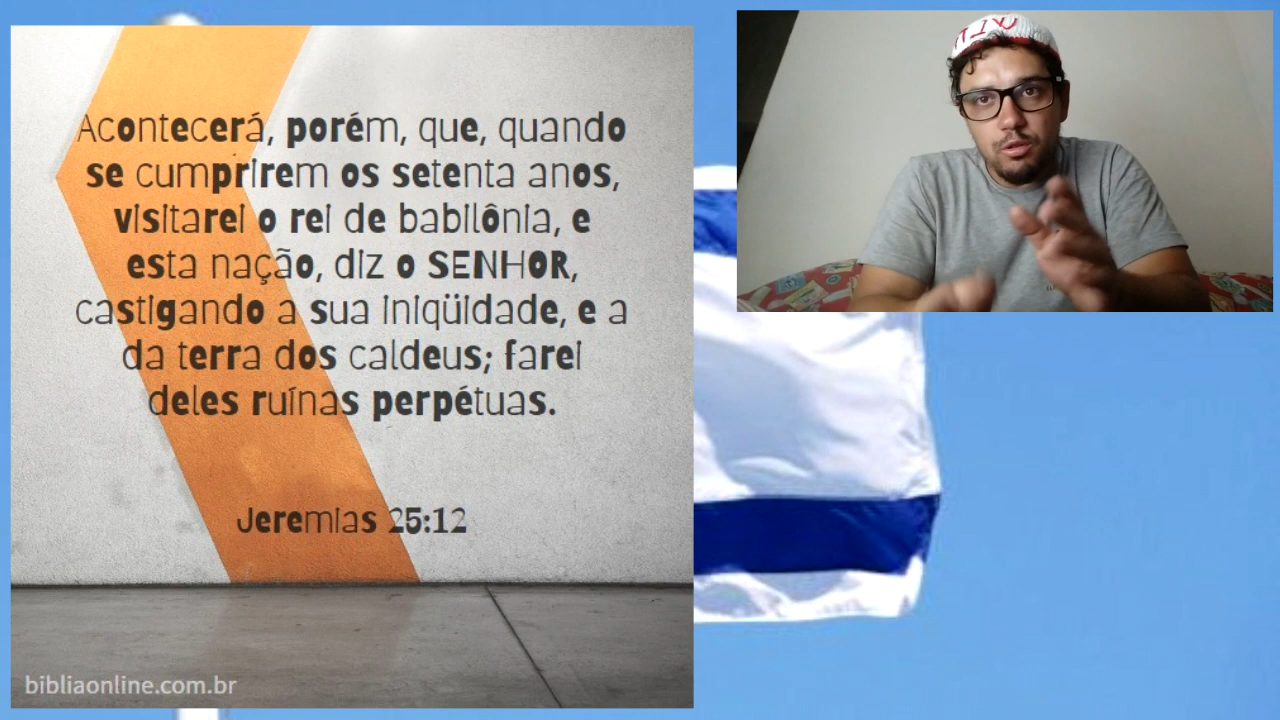 Acontecerá, porém, que, quando
se cumprirem os setenta anos,
visitarei o rei de babilônia, e
esta nação, diz o SENHOR,
castigando a sua iniqüidade, e a
da terra dos caldeus; farei
deles ruínas perpétuas.
Jeremias 25:12
bibliaonline.com.br